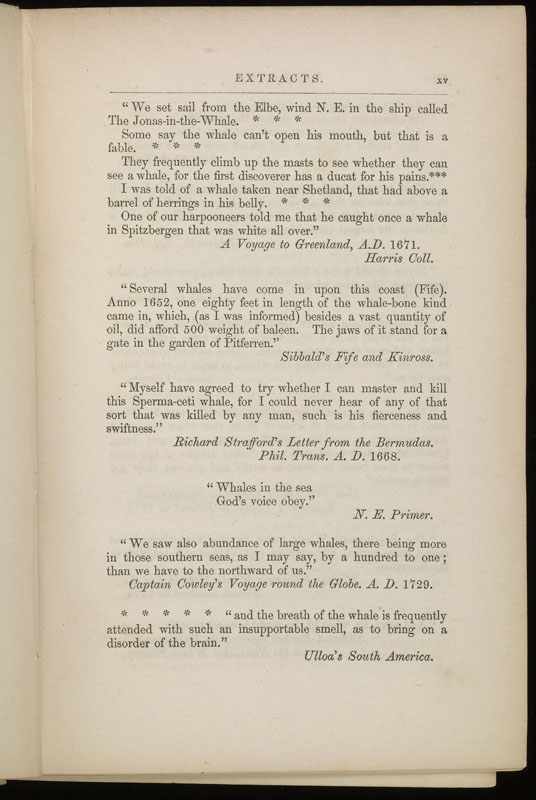 EXTRACTS. xv
“ We set sail from the Elbe, wind N. E. in the ship called
The Jonas-in-the-Whale. * * *
Some say the whale can’t open his mouth, but that is a
fable. * * *
They frequently climb up the masts to see whether they can
see a whale, for the first discoverer has a ducat for his pains.***
I was told of a whale taken near Shetland, that had above a
barrel of herrings in his belly. * * *
One of our harpooneers told me that he caught once a whale
in Spitzbergen that was white all over.”
A Voyage to Greenland, A.D. 1671.
Harris Coll.
“ Several whales have come in upon this coast (Fife).
Anno 1652, one eighty feet in length of the whale-bone kind
came in, which, (as I was informed) besides a vast quantity of
oil, did afford 500 weight of baleen. The jaws of it stand for a
gate in the garden of Pitferren.”
Sibbald’s Fife and Kinross.
“ Myself have agreed to try whether I can master and kill
this Sperma-ceti whale, for I could never hear of any of that
sort that was killed by any man, such is his fierceness and
swiftness.”
Richard Strafford’s Letter from the Bermudas.
Phil. Trans. A. D. 1668.
“ Whales in the sea
God’s voice obey.”
N. E. Primer.
“ We saw also abundance of large whales, there being more
in those southern seas, as I may say, by a hundred to one ;
than we have to the northward of us.”
Captain Cowley’s Voyage round the Globe. A. D. 1729.
* * * * * “ and the breath of the whale is frequently
attended with such an insupportable smell, as to bring on a
disorder of the brain.”
Ulloa’s South America.